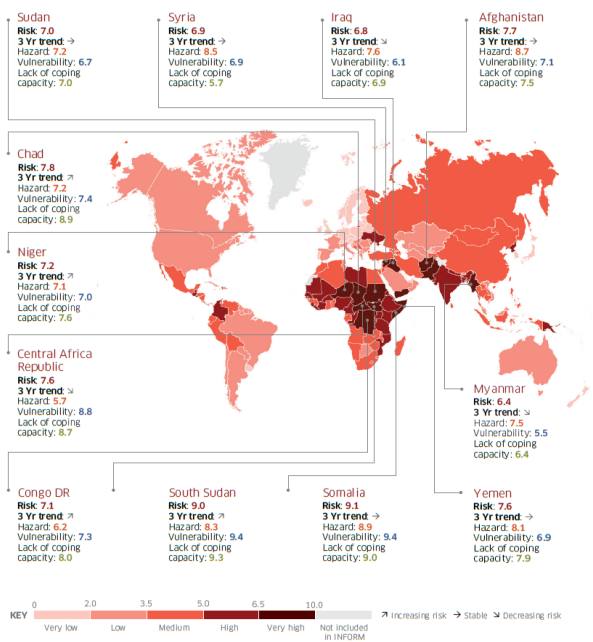 Sudan
Risk: 7.0
3 Yr trend: →
Hazard: 7.2
Vulnerability: 6.7
Lack of coping
capacity: 7.0
Syria
Risk: 6.9
3 Yr trend: →
Hazard: 8.5
Vulnerability: 6.9
Lack of coping
capacity: 5.7
Iraq
Risk: 6.8
3 Yr trend: ↘
Hazard: 7.6
Vulnerability: 6.1
Lack of coping
capacity: 6.9
Afghanistan
Risk: 7.7
3 Yr trend: →
Hazard: 8.7
Vulnerability: 7.1
Lack of coping
capacity: 7.5
Chad
Risk: 7.8
3 Yr trend: ↗
Hazard: 7.2
Vulnerability: 7.4
Lack of coping
capacity: 8.9
Niger
Risk: 7.2
3 Yr trend: ↗
Hazard: 7.1
Vulnerability: 7.0
Lack of coping
capacity: 7.6
Central Africa
Republic
Risk: 7.6
3 Yr trend: ↘
Hazard: 5.7
Vulnerability: 8.8
Lack of coping
capacity: 8.7
Myanmar
Risk: 6.4
3 Yr trend: ↘
Hazard: 7.5
Vulnerability: 5.5
Lack of coping
capacity: 6.4
Congo DR
Risk: 7.1
3 Yr trend: ↗
Hazard: 6.2
Vulnerability: 7.3
Lack of coping
capacity: 8.0
South Sudan
Risk: 9.0
3 Yr trend: ↗
Hazard: 8.3
Vulnerability: 9.4
Lack of coping
capacity: 9.3
Somalia
Risk: 9.1
3 Yr trend: →
Hazard: 8.9
Vulnerability: 9.4
Lack of coping
capacity: 9.0
Yemen
Risk: 7.6
3 Yr trend: →
Hazard: 8.1
Vulnerability: 6.9
Lack of coping
capacity: 7.9
0 2.0 3.5 5.0 6.5 10.0
KEY ↗ Increasing risk → Stable ↘ Decreasing risk
Very low Low Medium High Very high Not included
in INFORM